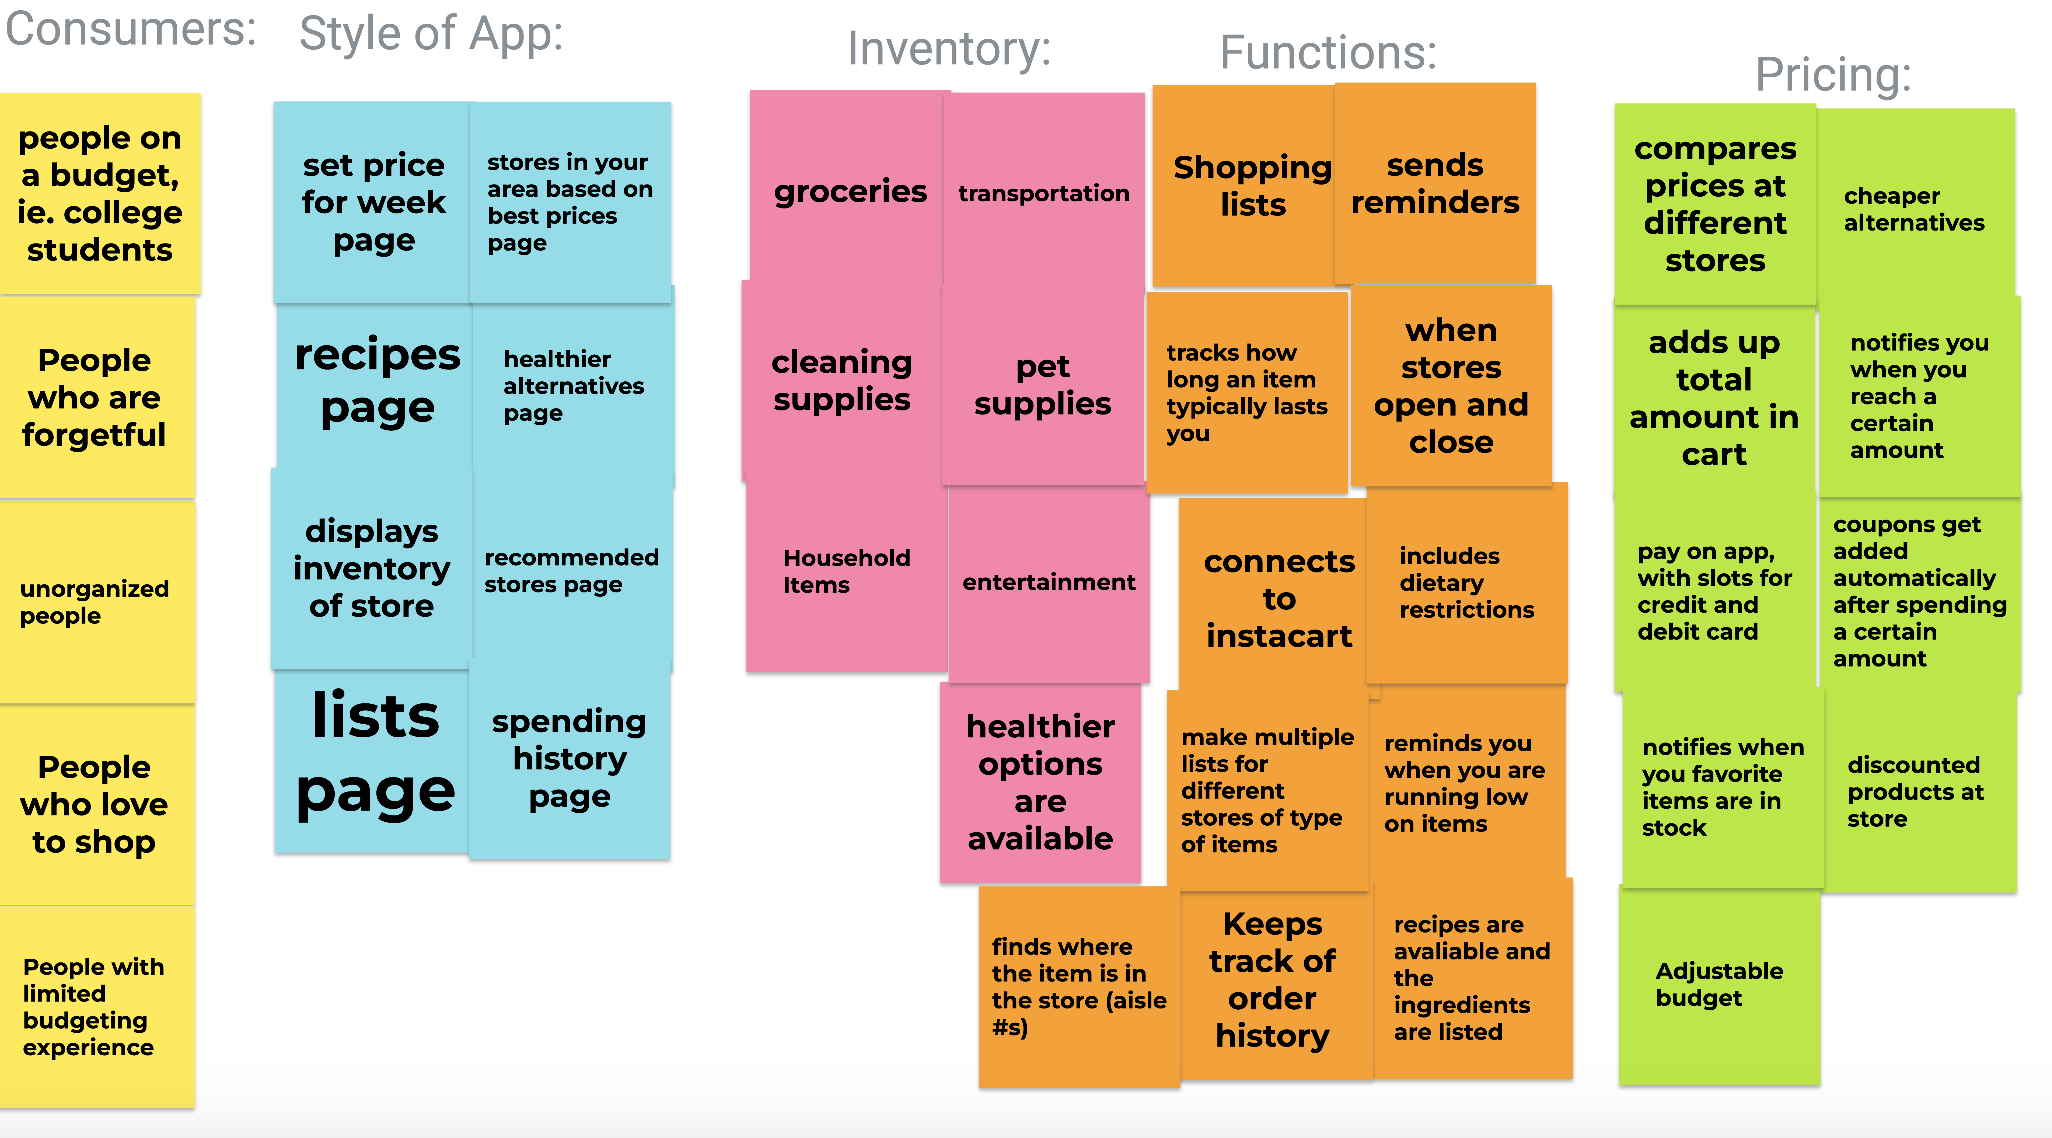 Consumers:
Style of App:
Inventory:
Functions:
Pricing:
people on
a budget,
ie. college
students
People
who are
forgetful
unorganized
people
People
who love
to shop
People with
limited
budgeting
experience
set price
for week
page
stores in your
area based on
best prices
page
recipes
page
healthier
alternatives
page
displays
inventory
of store
recommended
stores page
lists
page
spending
history
page
groceries
transportation
cleaning
supplies
pet
supplies
Household
Items
entertainment
healthier
options
are
available
Shopping
lists
sends
reminders
tracks how
long an item
typically lasts
you
when
stores
open and
close
connects
to
instacart
includes
dietary
restrictions
make multiple
lists for
different
stores of type
of items
reminds you
when you are
running low
on items
finds where
the item is in
the store (aisle
#s)
Keeps
track of
order
history
recipes are
avaliable and
the
ingredients
are listed
compares
prices at
different
stores
cheaper
alternatives
adds up
total
amount in
cart
notifies you
when you
reach a
certain
amount
pay on app,
with slots for
credit and
debit card
coupons get
added
automatically
after spending
a certain
amount
notifies when
you favorite
items are in
stock
discounted
products at
store
Adjustable
budget